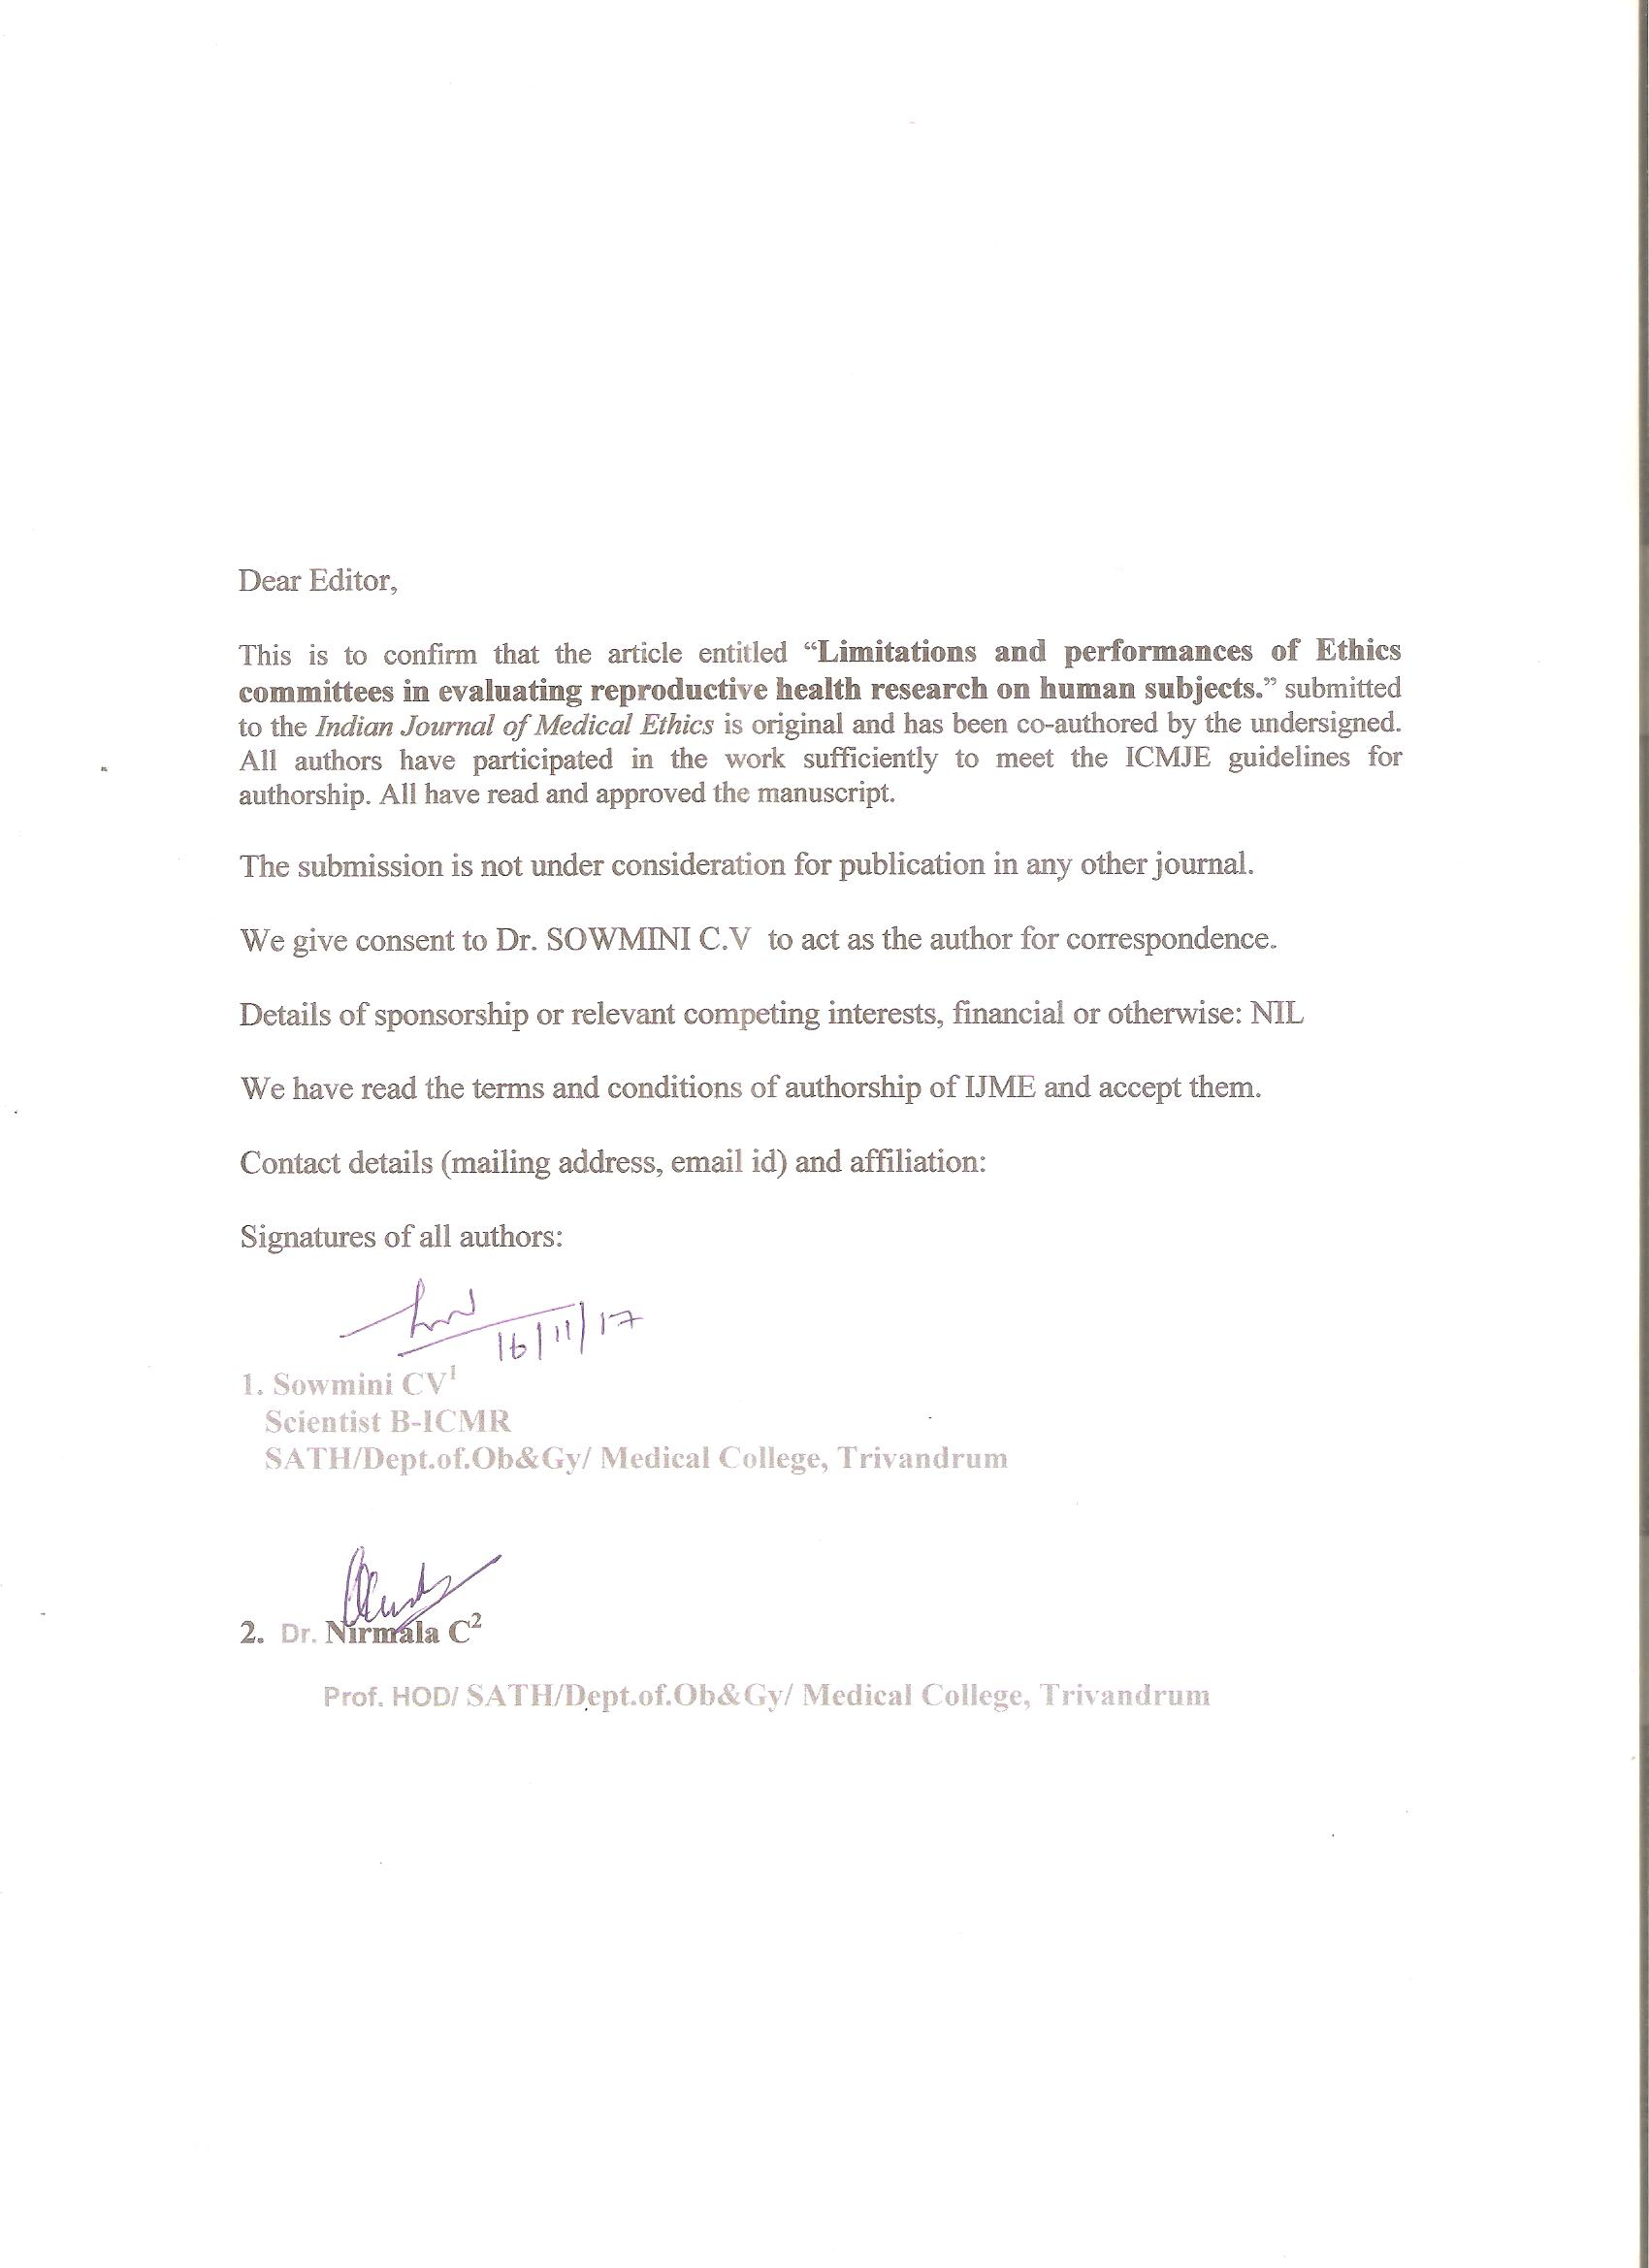 Dear Editor,
This is to confirm that the article entitled “Limitations and performances of Ethics
committees in evaluating reproductive health research on human subjects.” submitted
to the Indian Journal of Medical Ethics is original and has been co-authored by the undersigned.
All authors have participated in the work sufficiently to meet the ICMJE guidelines for
authorship. All have read and approved the manuscript.
The submission is not under consideration for publication in any other journal.
We give consent to Dr. SOWMINI C.V to act as the author for correspondence.
Details of sponsorship or relevant competing interests, financial or otherwise: NIL
We have read the terms and conditions of authorship of IJME and accept them.
Contact details (mailing address, email id) and affiliation:
Signatures of all authors:
16/11/17
1. Sowmini CV¹
Scientist B-ICMR
SATH/Dept.of.Ob&Gy/ Medical College, Trivandrum
2. Dr. Nirmala C²
Prof. HOD/ SATH/Dept.of.Ob&Gy/ Medical College, Trivandrum